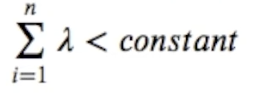 n
∑ λ < constant
i=1